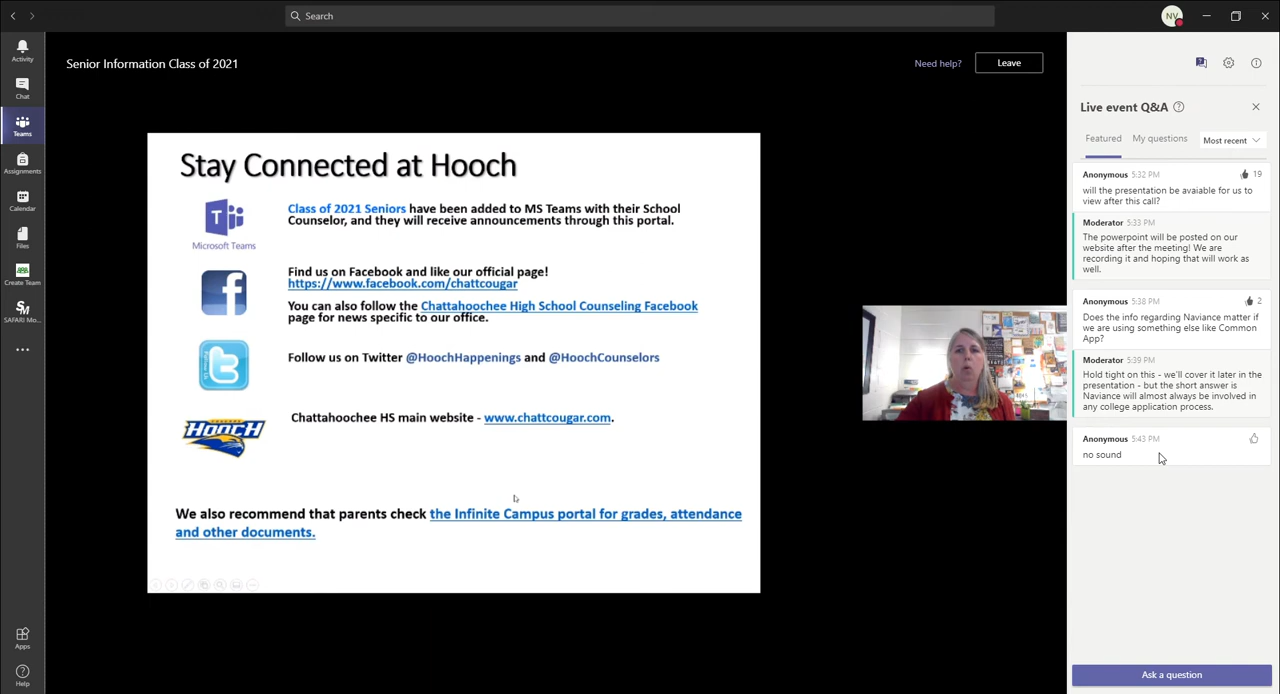 Search
NV
Activity
Chat
Teams
Assignments
Calendar
Files
Create Team
SAFARI Mo...
Apps
Help
Senior Information Class of 2021
Need help?
Leave
Stay Connected at Hooch
Microsoft Teams
Class of 2021 Seniors have been added to MS Teams with their School
Counselor, and they will receive announcements through this portal.
Find us on Facebook and like our official page!
https://www.facebook.com/chattcougar
You can also follow the Chattahoochee High School Counseling Facebook
page for news specific to our office.
Follow us on Twitter @HoochHappenings and @HoochCounselors
HOOCH
Chattahoochee HS main website - www.chattcougar.com.
We also recommend that parents check the Infinite Campus portal for grades, attendance
and other documents.
Live event Q&A
Featured
My questions
Most recent
Anonymous 5:32 PM
19
will the presentation be avaiable for us to
view after this call?
Moderator 5:33 PM
The powerpoint will be posted on our
website after the meeting! We are
recording it and hoping that will work as
well.
Anonymous 5:38 PM
2
Does the info regarding Naviance matter if
we are using something else like Common
App?
Moderator 5:39 PM
Hold tight on this - we'll cover it later in the
presentation - but the short answer is
Naviance will almost always be involved in
any college application process.
Anonymous 5:43 PM
no sound
Ask a question